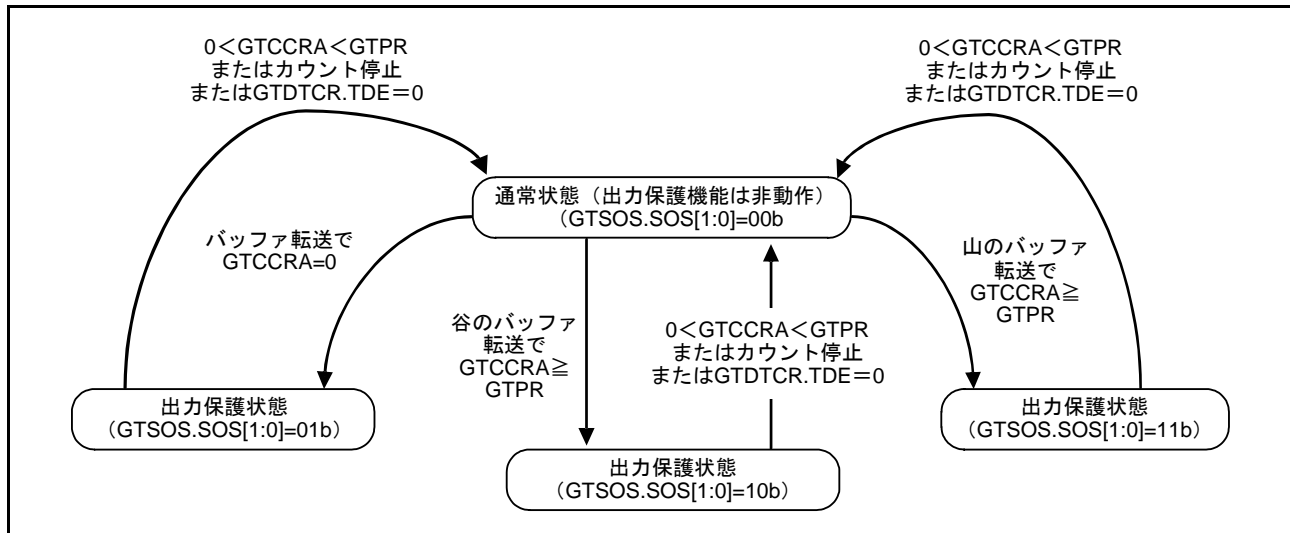 0＜GTCCRA＜GTPR
またはカウント停止
またはGTDTCR.TDE＝0
0＜GTCCRA＜GTPR
またはカウント停止
またはGTDTCR.TDE＝0
通常状態（出力保護機能は非動作）
（GTSOS.SOS[1:0]=00b
バッファ転送で
GTCCRA=0
谷のバッファ
転送で
GTCCRA≧
GTPR
0＜GTCCRA＜GTPR
またはカウント停止
またはGTDTCR.TDE＝0
山のバッファ
転送で
GTCCRA≧
GTPR
出力保護状態
（GTSOS.SOS[1:0]=01b）
出力保護状態
（GTSOS.SOS[1:0]=10b）
出力保護状態
（GTSOS.SOS[1:0]=11b）